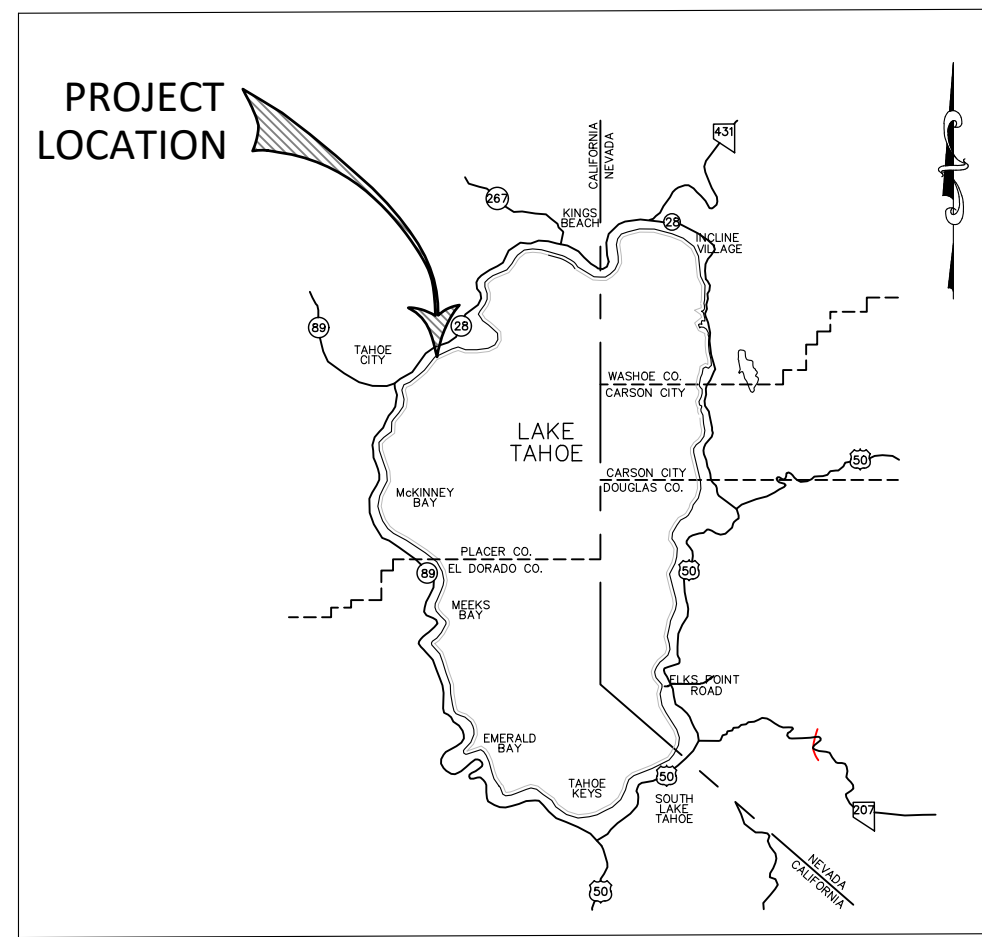 PROJECT
LOCATION
CALIFORNIA
NEVADA
431
267
KINGS
BEACH
28
INCLINE
VILLAGE
89
28
TAHOE
CITY
WASHOE CO.
CARSON CITY
LAKE
TAHOE
50
CARSON CITY
DOUGLAS CO.
McKINNEY
BAY
PLACER CO.
EL DORADO CO.
89
50
MEEKS
BAY
ELKS POINT
ROAD
EMERALD
BAY
TAHOE
KEYS
50
SOUTH
LAKE
TAHOE
207
NEVADA
CALIFORNIA
50